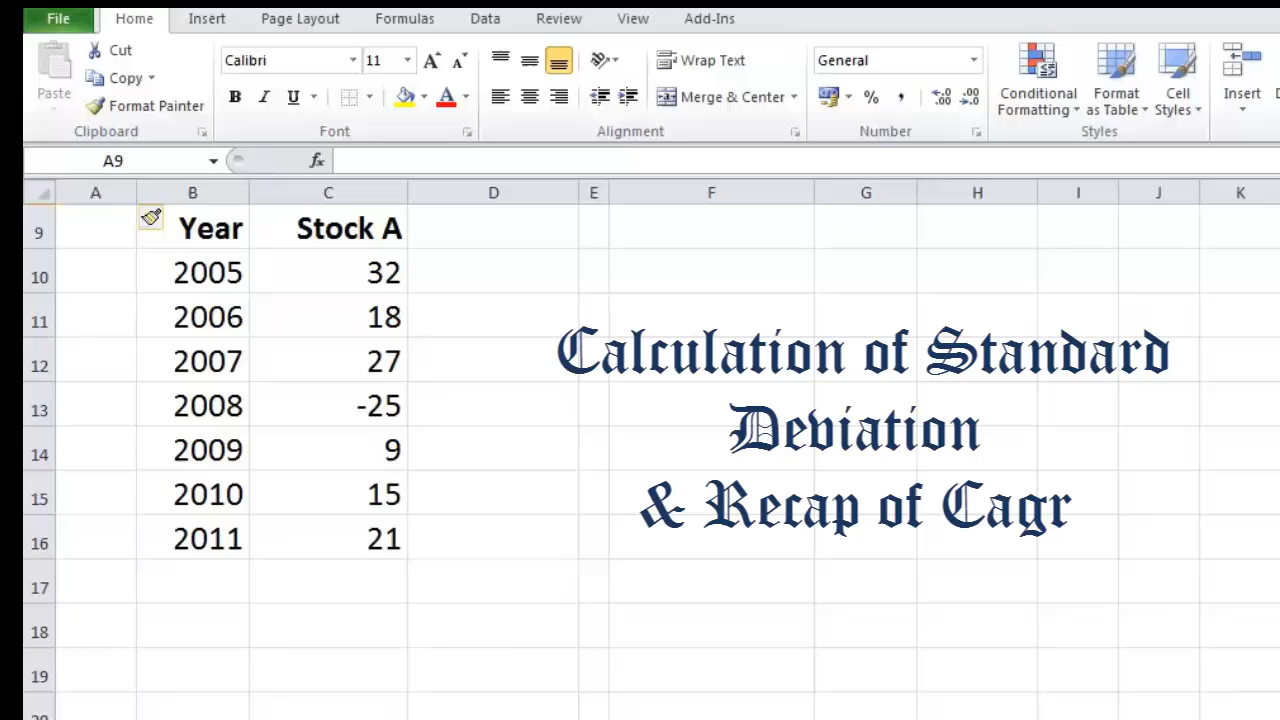 File Home Insert Page Layout Formulas Data Review View Add-Ins
Cut
Copy
Format Painter
Paste
Clipboard
Calibri 11
B I U
Font
Wrap Text
Merge & Center
Alignment
General
% ,
Number
Conditional Formatting
Format as Table
Cell Styles
Styles
Insert
A9 fx
A B C D E F G H I J K
9 Year Stock A
10 2005 32
11 2006 18
12 2007 27
13 2008 -25
14 2009 9
15 2010 15
16 2011 21
17
18
19
Calculation of Standard
Deviation
& Recap of Cagr